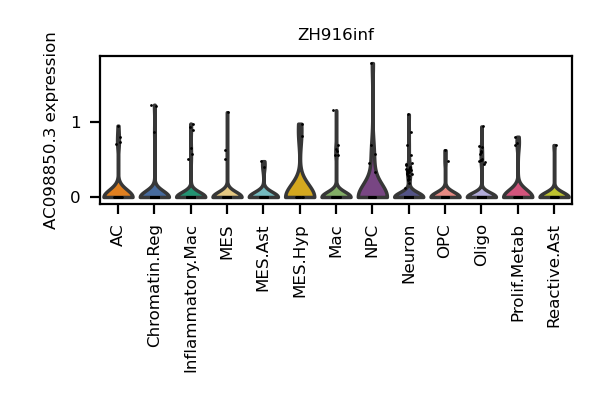 ZH916inf
AC098850.3 expression
1
0
AC
Chromatin.Reg
Inflammatory.Mac
MES
MES.Ast
MES.Hyp
Mac
NPC
Neuron
OPC
Oligo
Prolif.Metab
Reactive.Ast